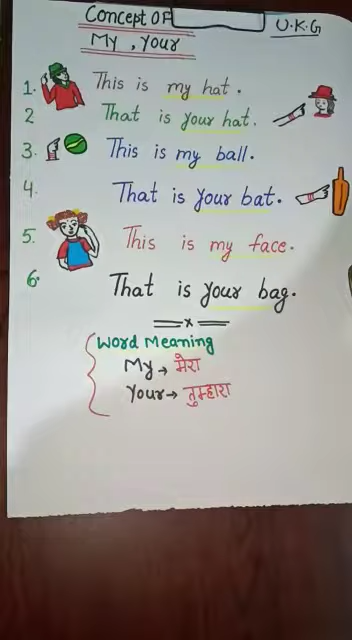 Concept OF
U.K.G
My , Your
1. This is my hat.
2 That is your hat.
3. This is my ball.
4. That is your bat.
5. This is my face.
6. That is your bag.
Word Meaning
My → मेरा
Your → तुम्हारा